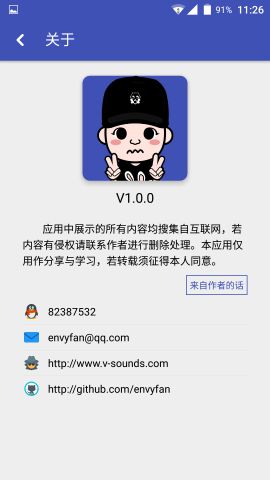 91% 11:26
关于
V1.0.0
应用中展示的所有内容均搜集自互联网，若
内容有侵权请联系作者进行删除处理。本应用仅
用作分享与学习，若转载须征得本人同意。
来自作者的话
82387532
envyfan@qq.com
http://www.v-sounds.com
http://github.com/envyfan